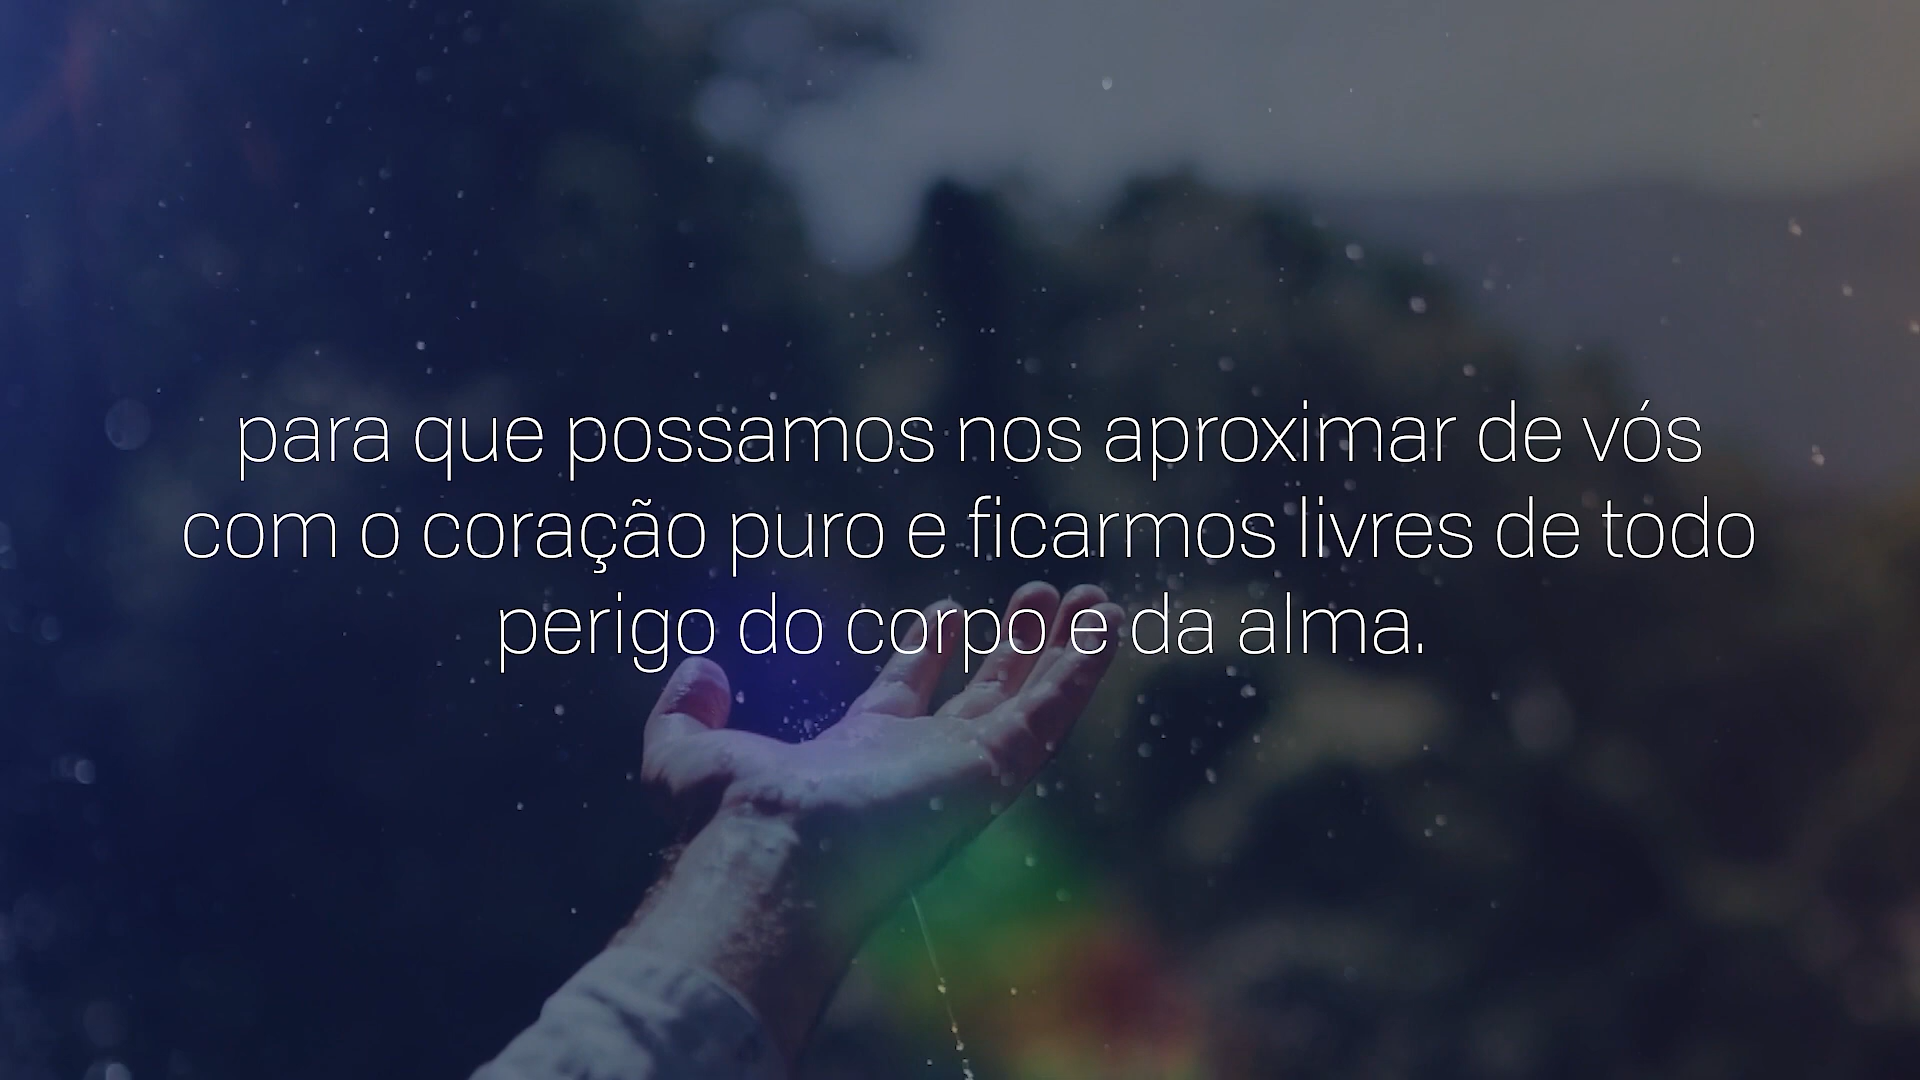 para que possamos nos aproximar de vós
com o coração puro e ficarmos livres de todo
perigo do corpo e da alma.